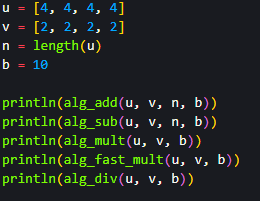 u = [4, 4, 4, 4]
v = [2, 2, 2, 2]
n = length(u)
b = 10
println(alg_add(u, v, n, b))
println(alg_sub(u, v, n, b))
println(alg_mult(u, v, b))
println(alg_fast_mult(u, v, b))
println(alg_div(u, v, b))